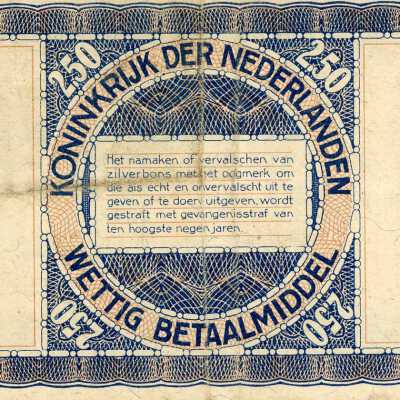 250
250
KONINKRIJK DER NEDERLANDEN
Het namaken of vervalschen van
zilverbons met het oogmerk om
die als echt en onvervalscht uit te
geven of te doen uitgeven, wordt
gestraft met gevangenisstraf van
ten hoogste negen jaren.
WETTIG BETAALMIDDEL
250
250